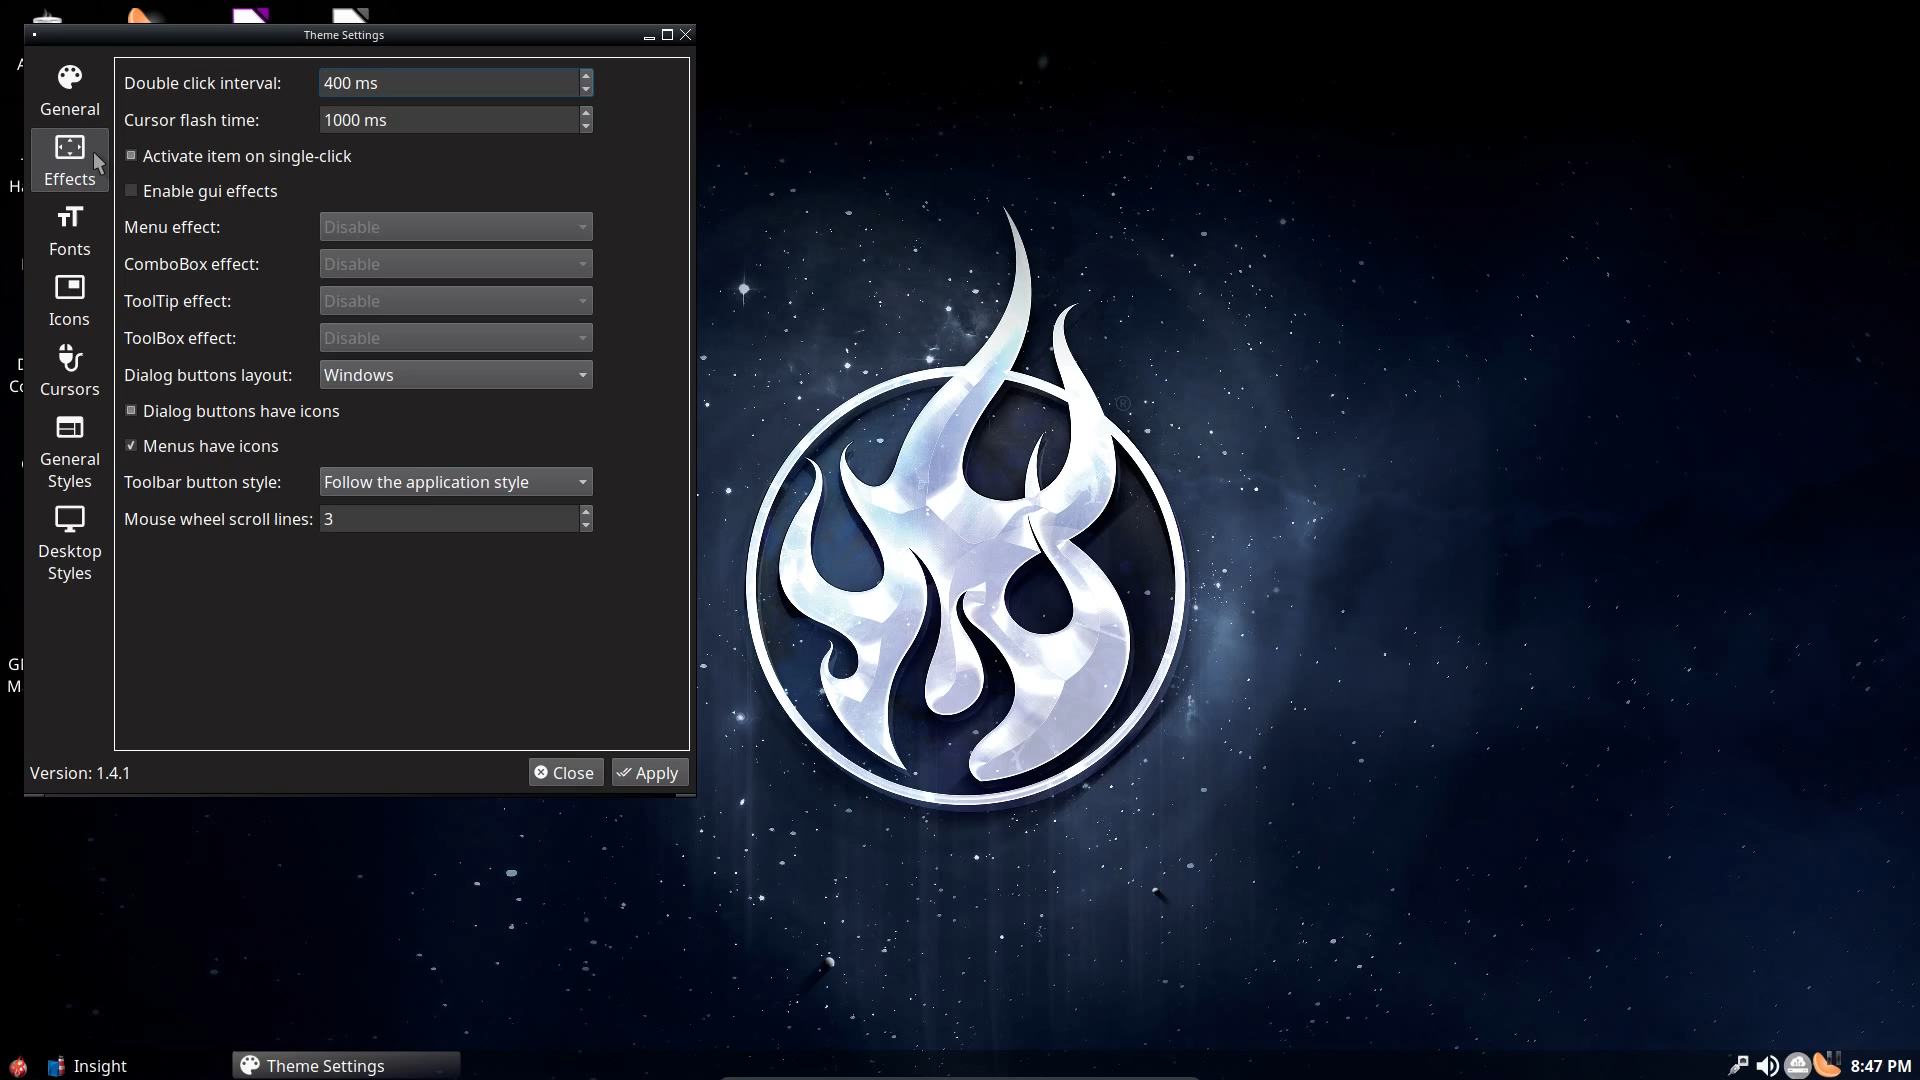 Theme Settings
General
Effects
Fonts
Icons
Cursors
General
Styles
Desktop
Styles
Double click interval: 400 ms
Cursor flash time: 1000 ms
Activate item on single-click
Enable gui effects
Menu effect: Disable
ComboBox effect: Disable
ToolTip effect: Disable
ToolBox effect: Disable
Dialog buttons layout: Windows
Dialog buttons have icons
✓ Menus have icons
Toolbar button style: Follow the application style
Mouse wheel scroll lines: 3
Version: 1.4.1
Close
Apply
®
Insight
Theme Settings
8:47 PM